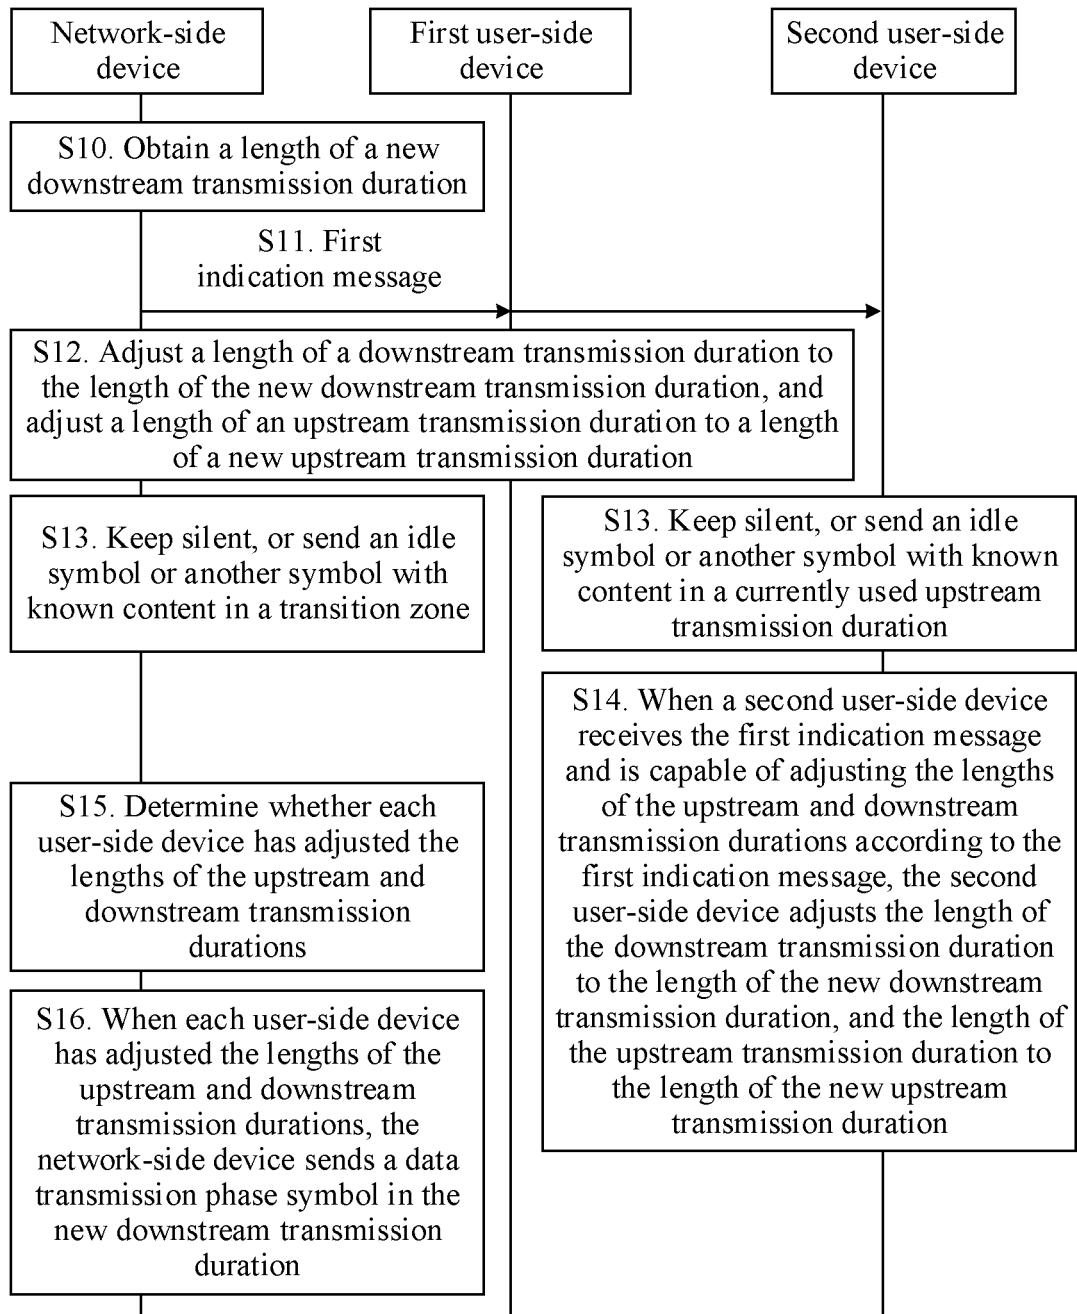 Network-side
device
First user-side
device
Second user-side
device
S10. Obtain a length of a new
downstream transmission duration
S11. First
indication message
S12. Adjust a length of a downstream transmission duration to
the length of the new downstream transmission duration, and
adjust a length of an upstream transmission duration to a length
of a new upstream transmission duration
S13. Keep silent, or send an idle
symbol or another symbol with
known content in a transition zone
S13. Keep silent, or send an idle
symbol or another symbol with known
content in a currently used upstream
transmission duration
S14. When a second user-side device
receives the first indication message
and is capable of adjusting the lengths
of the upstream and downstream
transmission durations according to the
first indication message, the second
user-side device adjusts the length of
the downstream transmission duration
to the length of the new downstream
transmission duration, and the length of
the upstream transmission duration to
the length of the new upstream
transmission duration
S15. Determine whether each
user-side device has adjusted the
lengths of the upstream and
downstream transmission
durations
S16. When each user-side device
has adjusted the lengths of the
upstream and downstream
transmission durations, the
network-side device sends a data
transmission phase symbol in the
new downstream transmission
duration